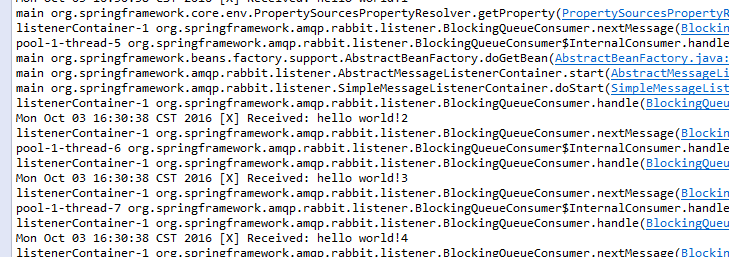 main org.springframework.core.env.PropertySourcesPropertyResolver.getProperty(PropertySourcesPropertyR
listenerContainer-1 org.springframework.amqp.rabbit.listener.BlockingQueueConsumer.nextMessage(Blockin
pool-1-thread-5 org.springframework.amqp.rabbit.listener.BlockingQueueConsumer$InternalConsumer.handle
main org.springframework.beans.factory.support.AbstractBeanFactory.doGetBean(AbstractBeanFactory.java:
main org.springframework.amqp.rabbit.listener.AbstractMessageListenerContainer.start(AbstractMessageLi
main org.springframework.amqp.rabbit.listener.SimpleMessageListenerContainer.doStart(SimpleMessageList
listenerContainer-1 org.springframework.amqp.rabbit.listener.BlockingQueueConsumer.handle(BlockingQueu
Mon Oct 03 16:30:38 CST 2016 [X] Received: hello world!2
listenerContainer-1 org.springframework.amqp.rabbit.listener.BlockingQueueConsumer.nextMessage(Blockin
pool-1-thread-6 org.springframework.amqp.rabbit.listener.BlockingQueueConsumer$InternalConsumer.handle
listenerContainer-1 org.springframework.amqp.rabbit.listener.BlockingQueueConsumer.handle(BlockingQueu
Mon Oct 03 16:30:38 CST 2016 [X] Received: hello world!3
listenerContainer-1 org.springframework.amqp.rabbit.listener.BlockingQueueConsumer.nextMessage(Blockin
pool-1-thread-7 org.springframework.amqp.rabbit.listener.BlockingQueueConsumer$InternalConsumer.handle
listenerContainer-1 org.springframework.amqp.rabbit.listener.BlockingQueueConsumer.handle(BlockingQueu
Mon Oct 03 16:30:38 CST 2016 [X] Received: hello world!4
listenerContainer-1 org.springframework.amqp.rabbit.listener.BlockingQueueConsumer.nextMessage(Blockin